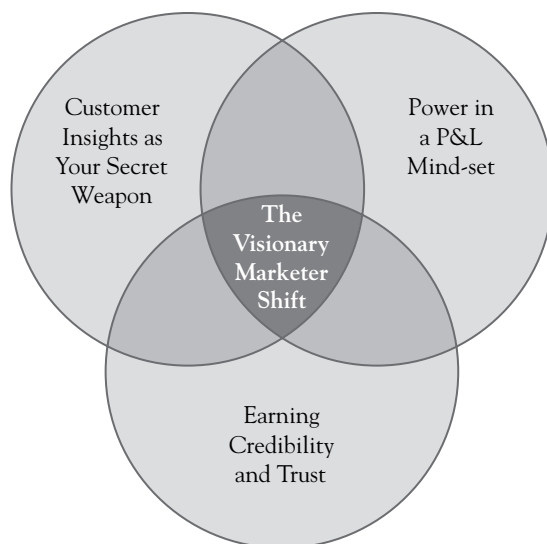 Customer
Insights as
Your Secret
Weapon
Power in
a P&L
Mind-set
The
Visionary
Marketer
Shift
Earning
Credibility
and Trust